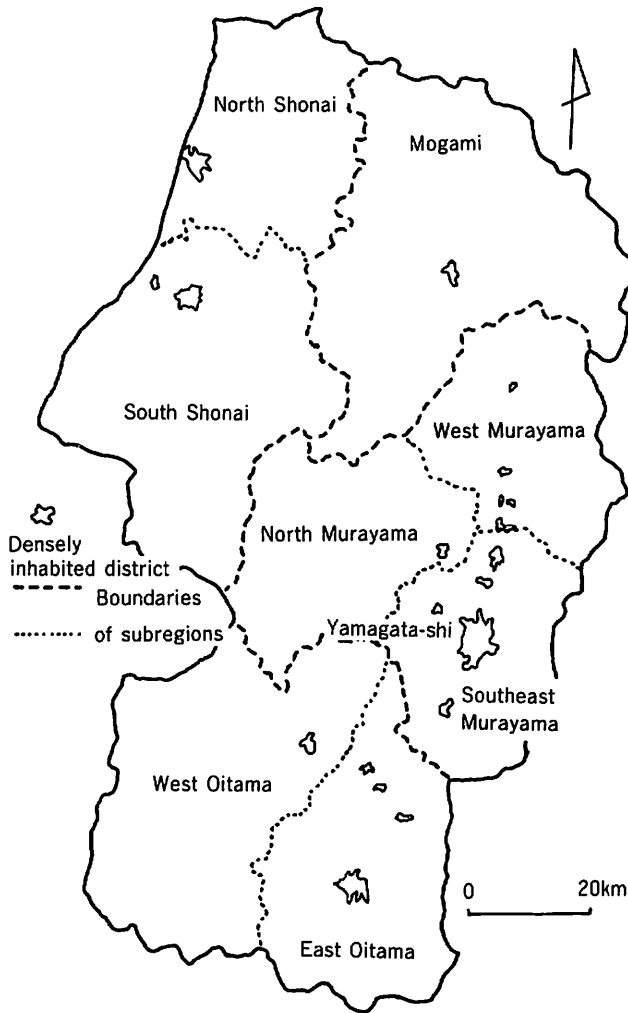 North Shonai
Mogami
South Shonai
West Murayama
North Murayama
Densely
inhabited district
Boundaries
of subregions
Yamagata-shi
Southeast
Murayama
West Oitama
0 20km
East Oitama